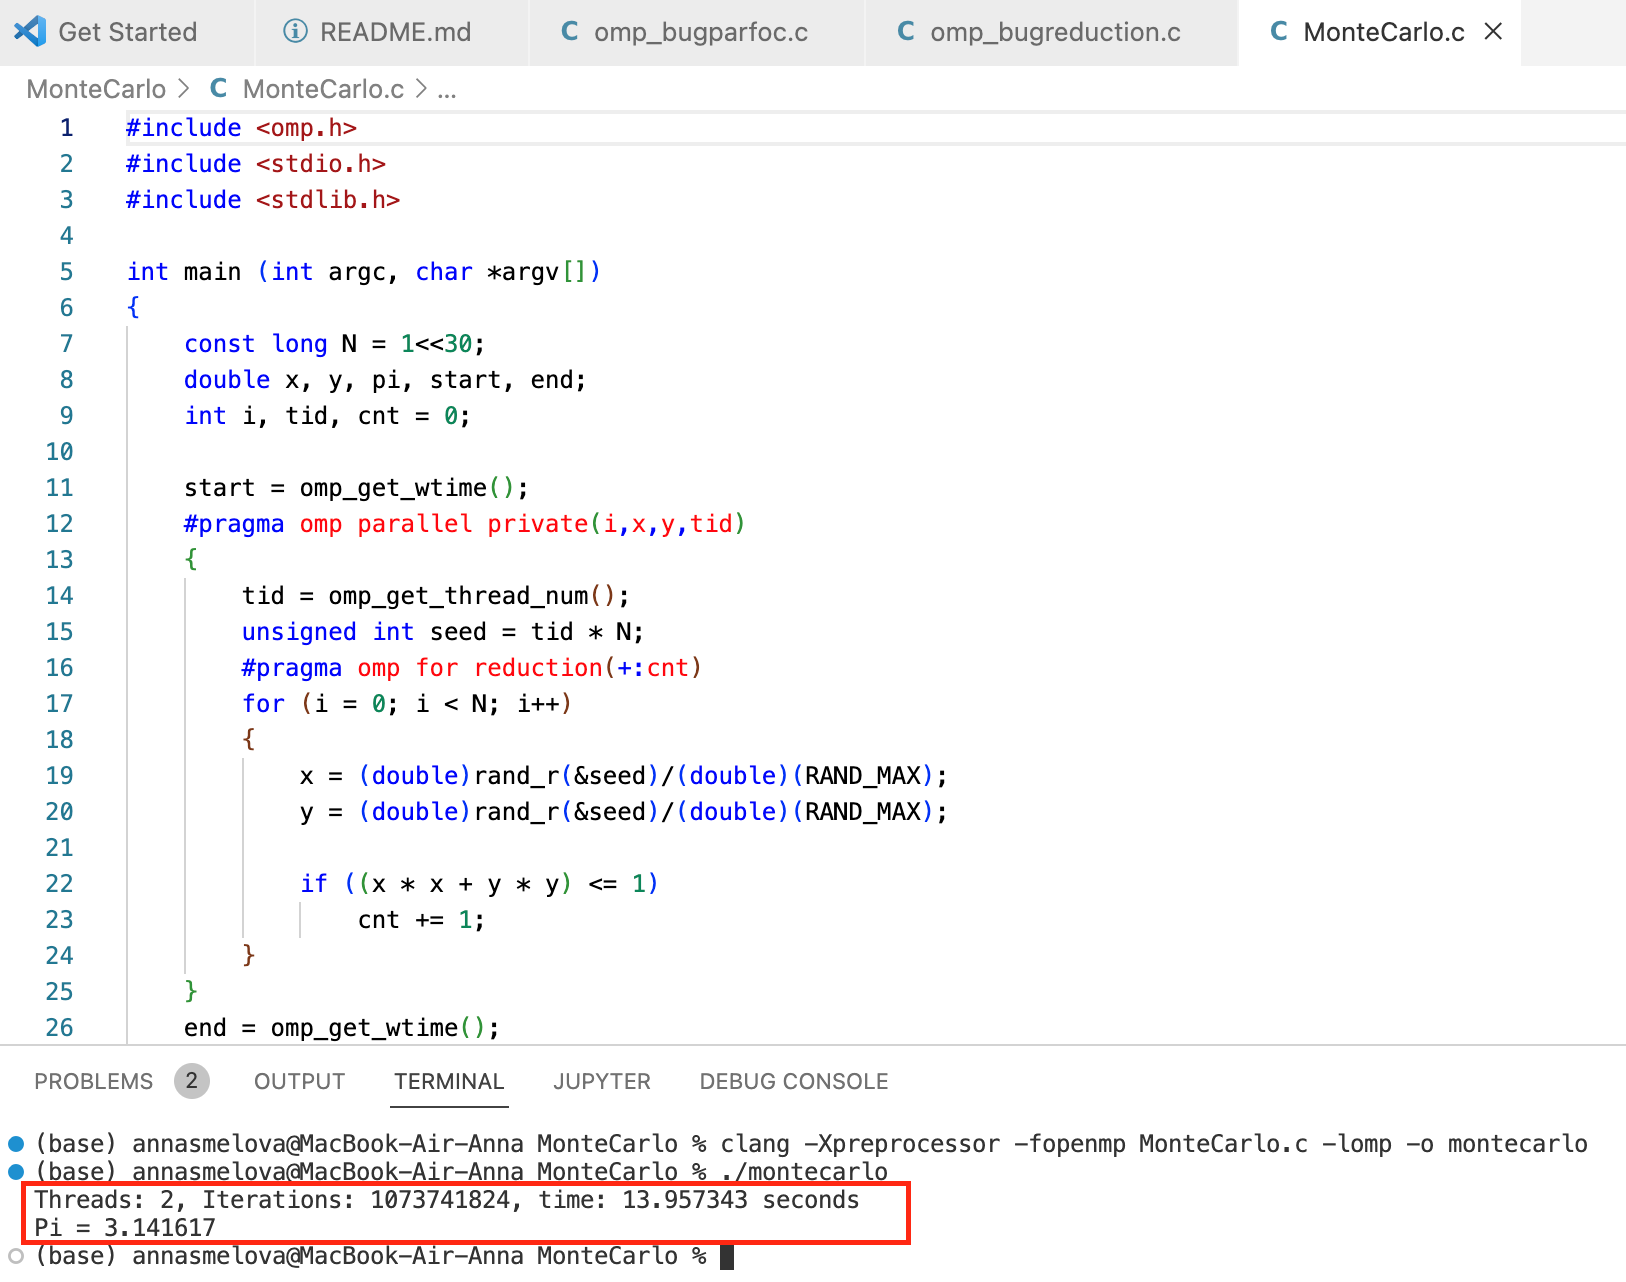 Get Started README.md C omp_bugparfoc.c C omp_bugreduction.c C MonteCarlo.c
MonteCarlo > C MonteCarlo.c > ...
1 #include <omp.h>
2 #include <stdio.h>
3 #include <stdlib.h>
4
5 int main (int argc, char *argv[])
6 {
7 const long N = 1<<30;
8 double x, y, pi, start, end;
9 int i, tid, cnt = 0;
10
11 start = omp_get_wtime();
12 #pragma omp parallel private(i,x,y,tid)
13 {
14 tid = omp_get_thread_num();
15 unsigned int seed = tid * N;
16 #pragma omp for reduction(+:cnt)
17 for (i = 0; i < N; i++)
18 {
19 x = (double)rand_r(&seed)/(double)(RAND_MAX);
20 y = (double)rand_r(&seed)/(double)(RAND_MAX);
21
22 if ((x * x + y * y) <= 1)
23 cnt += 1;
24 }
25 }
26 end = omp_get_wtime();
PROBLEMS 2 OUTPUT TERMINAL JUPYTER DEBUG CONSOLE
(base) annasmelova@MacBook-Air-Anna MonteCarlo % clang -Xpreprocessor -fopenmp MonteCarlo.c -lomp -o montecarlo
(base) annasmelova@MacBook-Air-Anna MonteCarlo % ./montecarlo
Threads: 2, Iterations: 1073741824, time: 13.957343 seconds
Pi = 3.141617
(base) annasmelova@MacBook-Air-Anna MonteCarlo %